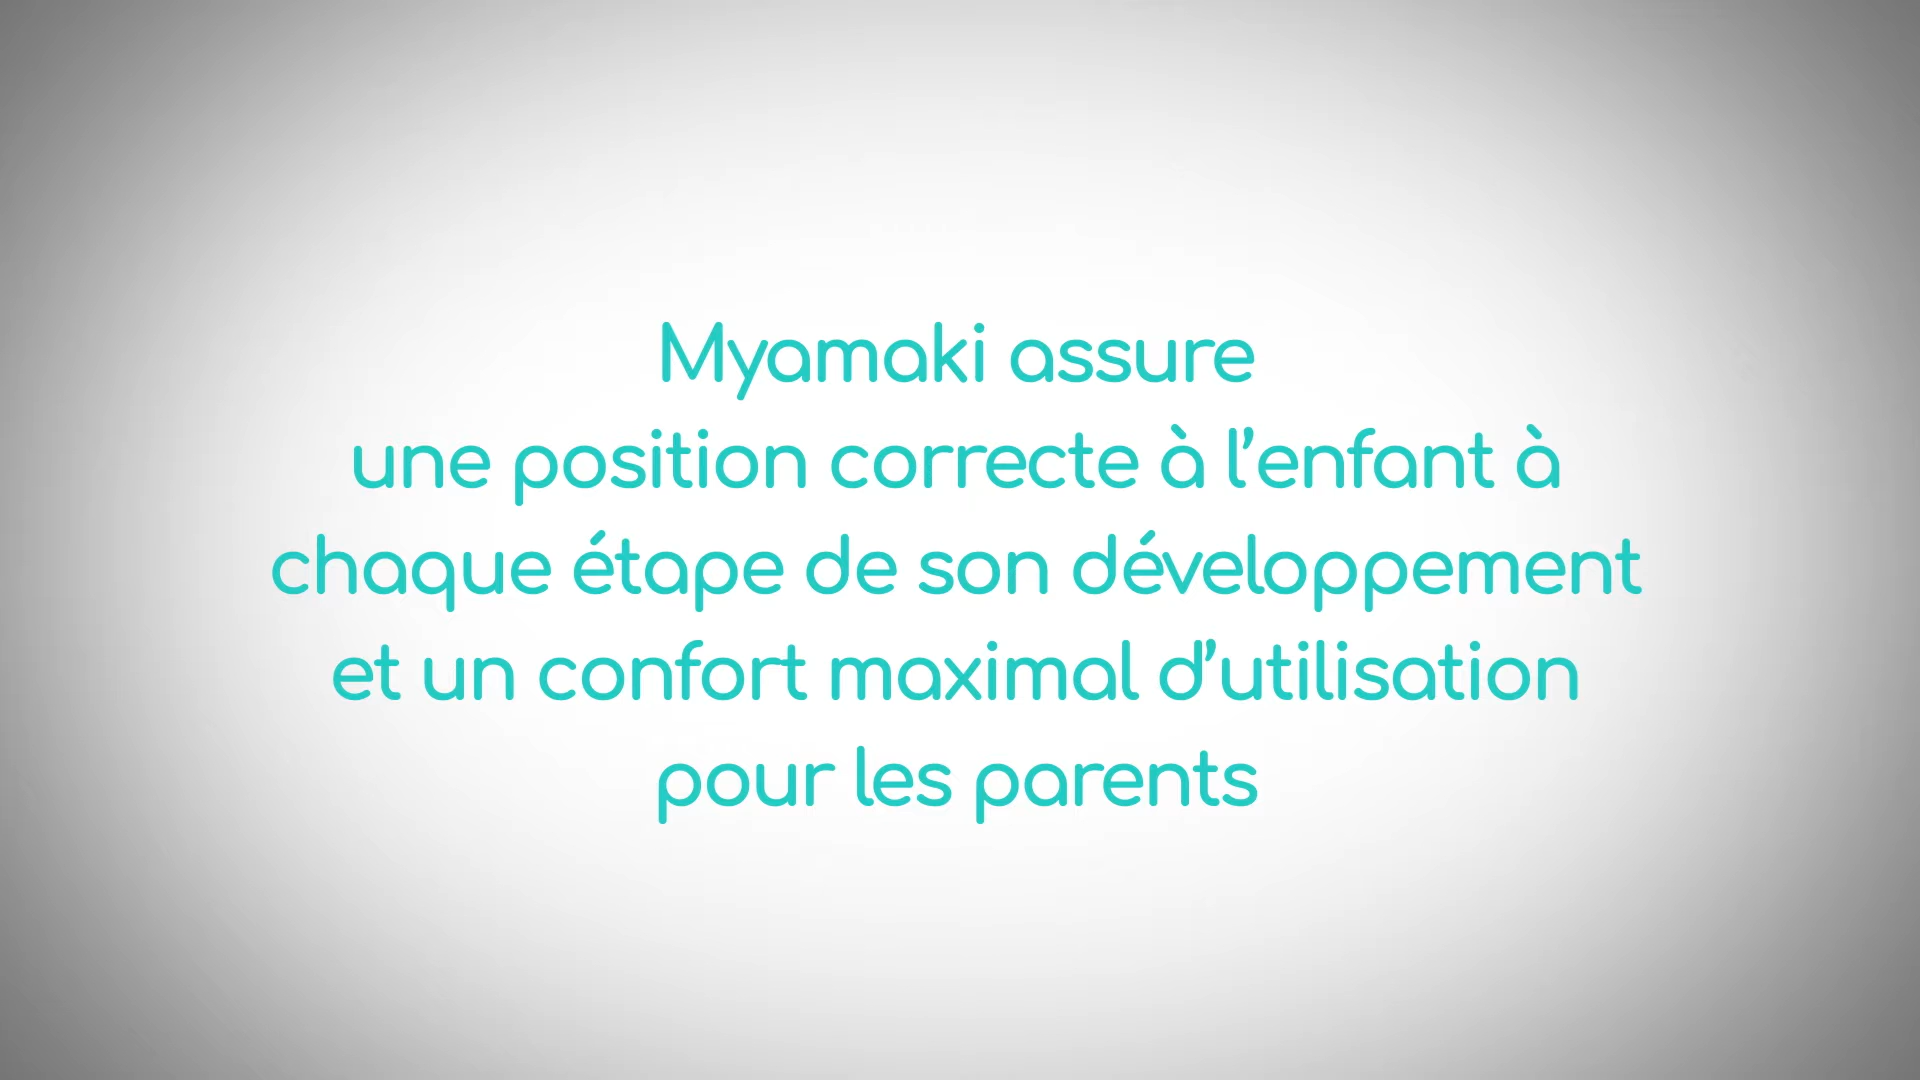 Myamaki assure
une position correcte à l’enfant à
chaque étape de son développement
et un confort maximal d’utilisation
pour les parents